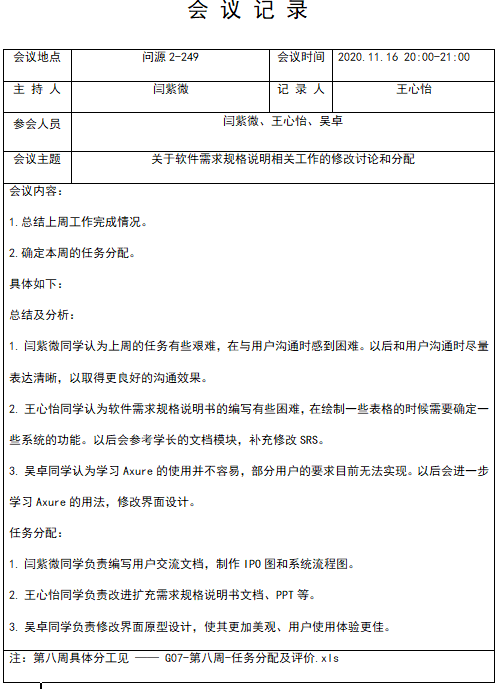 会 议 记 录
会议地点 问源2-249 会议时间 2020.11.16 20:00-21:00
主 持 人 闫紫微 记 录 人 王心怡
参会人员 闫紫微、王心怡、吴卓
会议主题 关于软件需求规格说明相关工作的修改讨论和分配
会议内容：
1.总结上周工作完成情况。
2.确定本周的任务分配。
具体如下：
总结及分析：
1. 闫紫微同学认为上周的任务有些艰难，在与用户沟通时感到困难。以后和用户沟通时尽量
表达清晰，以取得更良好的沟通效果。
2. 王心怡同学认为软件需求规格说明书的编写有些困难，在绘制一些表格的时候需要确定一
些系统的功能。以后会参考学长的文档模块，补充修改SRS。
3. 吴卓同学认为学习Axure的使用并不容易，部分用户的要求目前无法实现。以后会进一步
学习Axure的用法，修改界面设计。
任务分配：
1. 闫紫微同学负责编写用户交流文档，制作IPO图和系统流程图。
2. 王心怡同学负责改进扩充需求规格说明书文档、PPT等。
3. 吴卓同学负责修改界面原型设计，使其更加美观、用户使用体验更佳。
注：第八周具体分工见 —— G07-第八周-任务分配及评价.xls